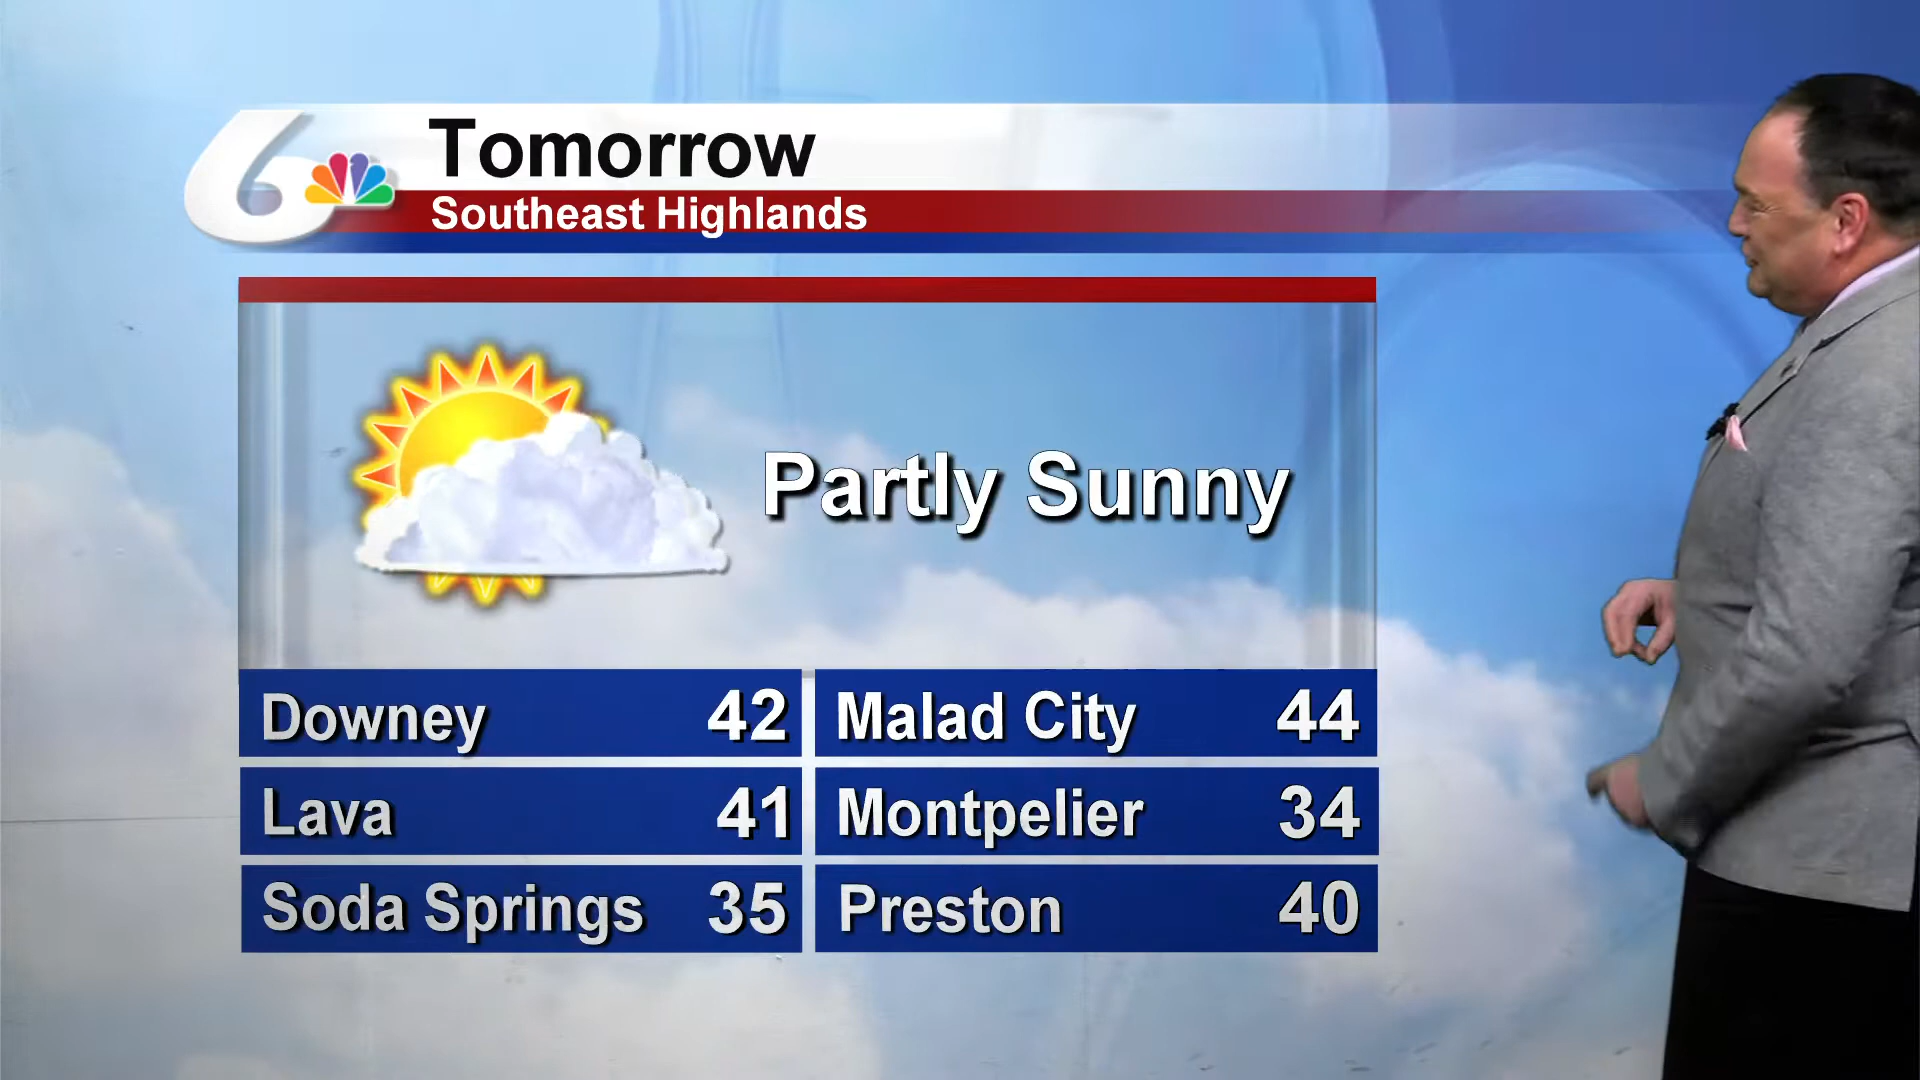 6
Tomorrow
Southeast Highlands
Partly Sunny
Downey 42 Malad City 44
Lava 41 Montpelier 34
Soda Springs 35 Preston 40